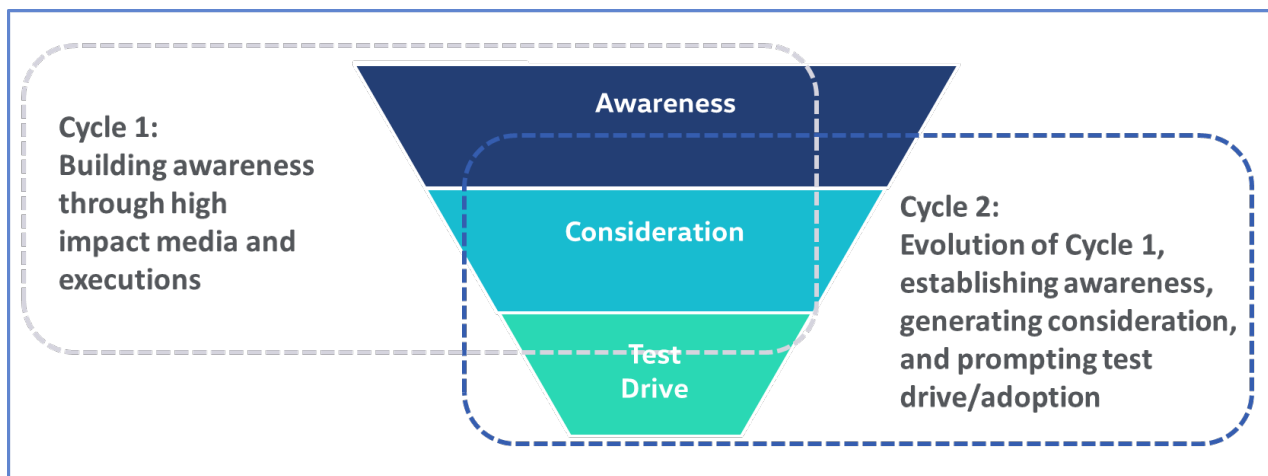 Cycle 1:
Building awareness
through high
impact media and
executions
Awareness
Consideration
Test
Drive
Cycle 2:
Evolution of Cycle 1,
establishing awareness,
generating consideration,
and prompting test
drive/adoption